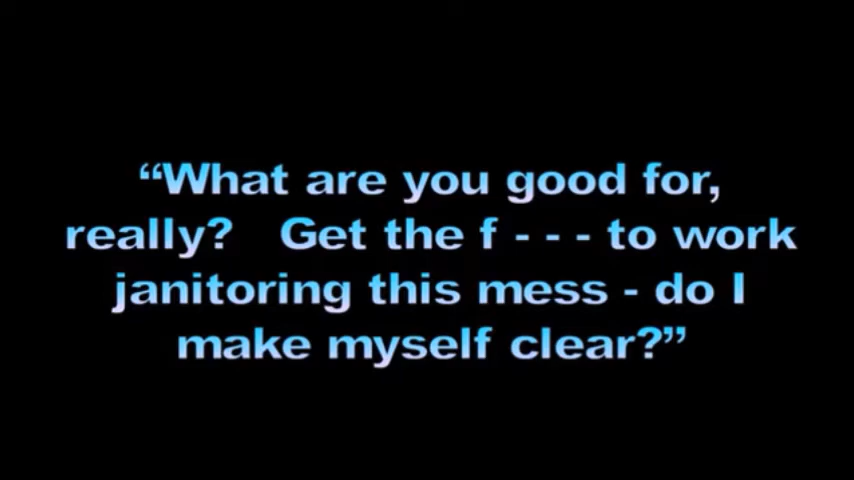 “What are you good for,
really? Get the f - - - to work
janitoring this mess - do I
make myself clear?”